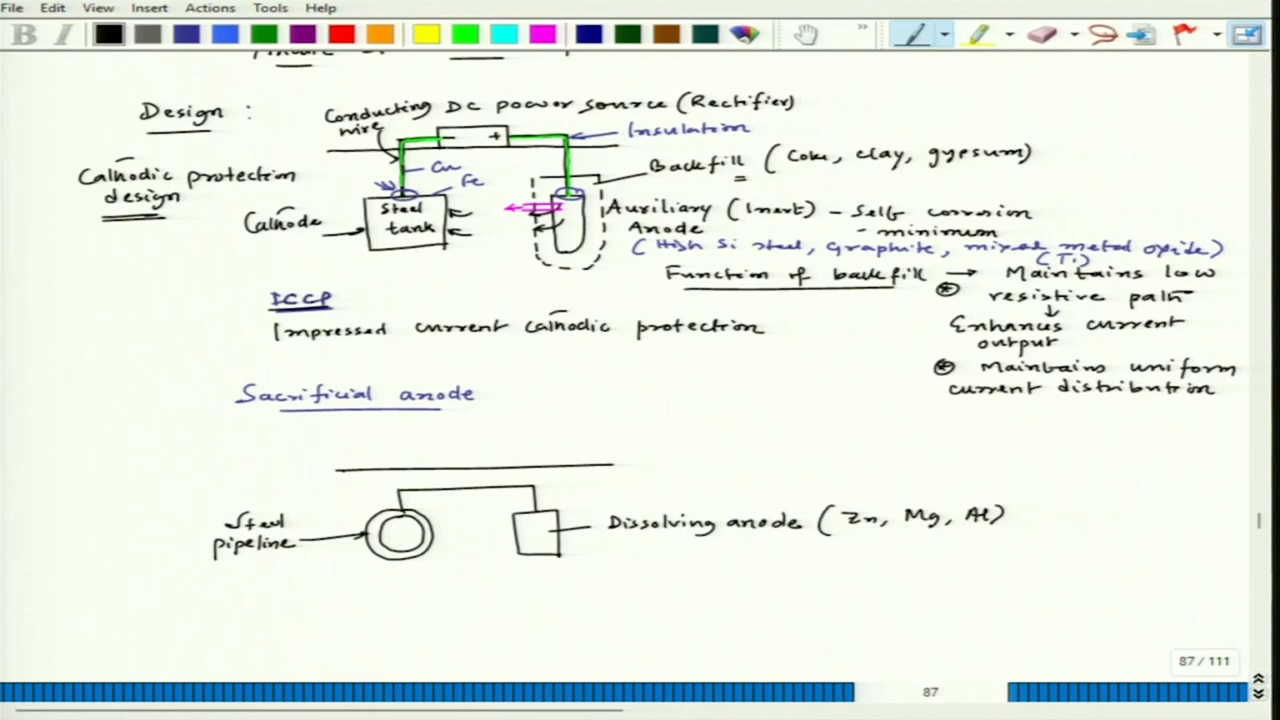 File Edit View Insert Actions Tools Help
B I
Design :
Conducting DC power source (Rectifier)
wire
- +
Insulation
Cathodic protection
design
Cu
Fe
Backfill (Coke, clay, gypsum)
Cathode
Steel
tank
Auxiliary (Inert) - Self corrosion
Anode - minimum
(High Si steel, Graphite, mixed metal oxide)
(Ti)
Function of backfill → Maintains low
resistive path
↓
Enhances current
output
Maintains uniform
current distribution
ICCP
Impressed current cathodic protection
Sacrificial anode
Steel
pipeline
Dissolving anode (Zn, Mg, Al)
87 / 111
87